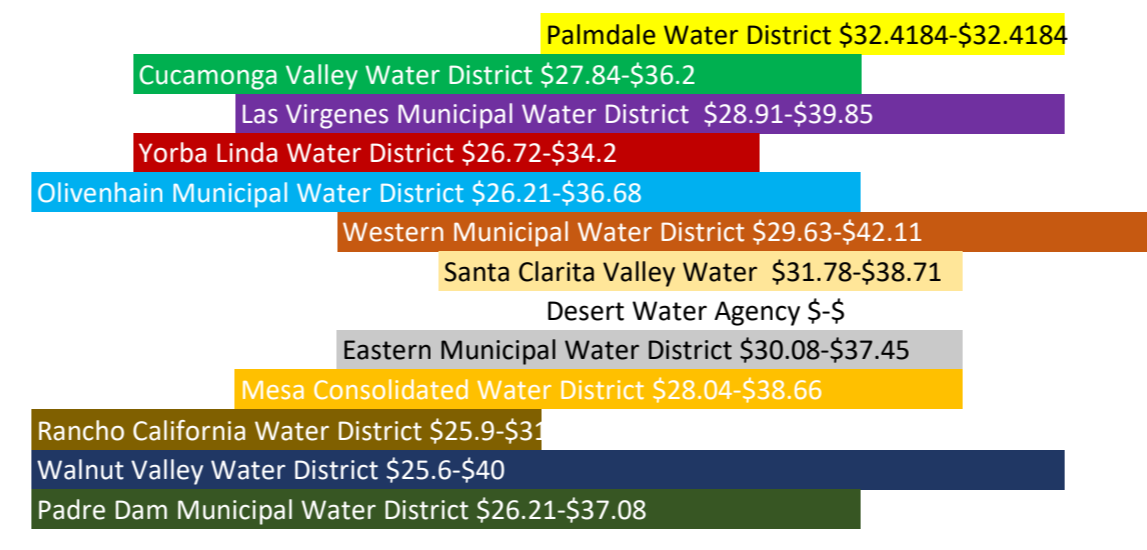 Palmdale Water District $32.4184-$32.4184
Cucamonga Valley Water District $27.84-$36.2
Las Virgenes Municipal Water District $28.91-$39.85
Yorba Linda Water District $26.72-$34.2
Olivenhain Municipal Water District $26.21-$36.68
Western Municipal Water District $29.63-$42.11
Santa Clarita Valley Water $31.78-$38.71
Desert Water Agency $-$
Eastern Municipal Water District $30.08-$37.45
Mesa Consolidated Water District $28.04-$38.66
Rancho California Water District $25.9-$31
Walnut Valley Water District $25.6-$40
Padre Dam Municipal Water District $26.21-$37.08